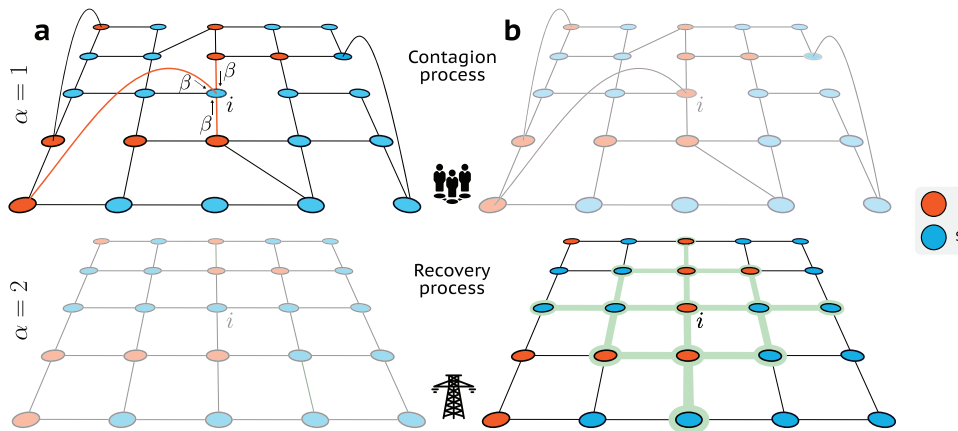 a
b
α = 1
Contagion
process
β
β
β
i
i
α = 2
Recovery
process
i
i
s